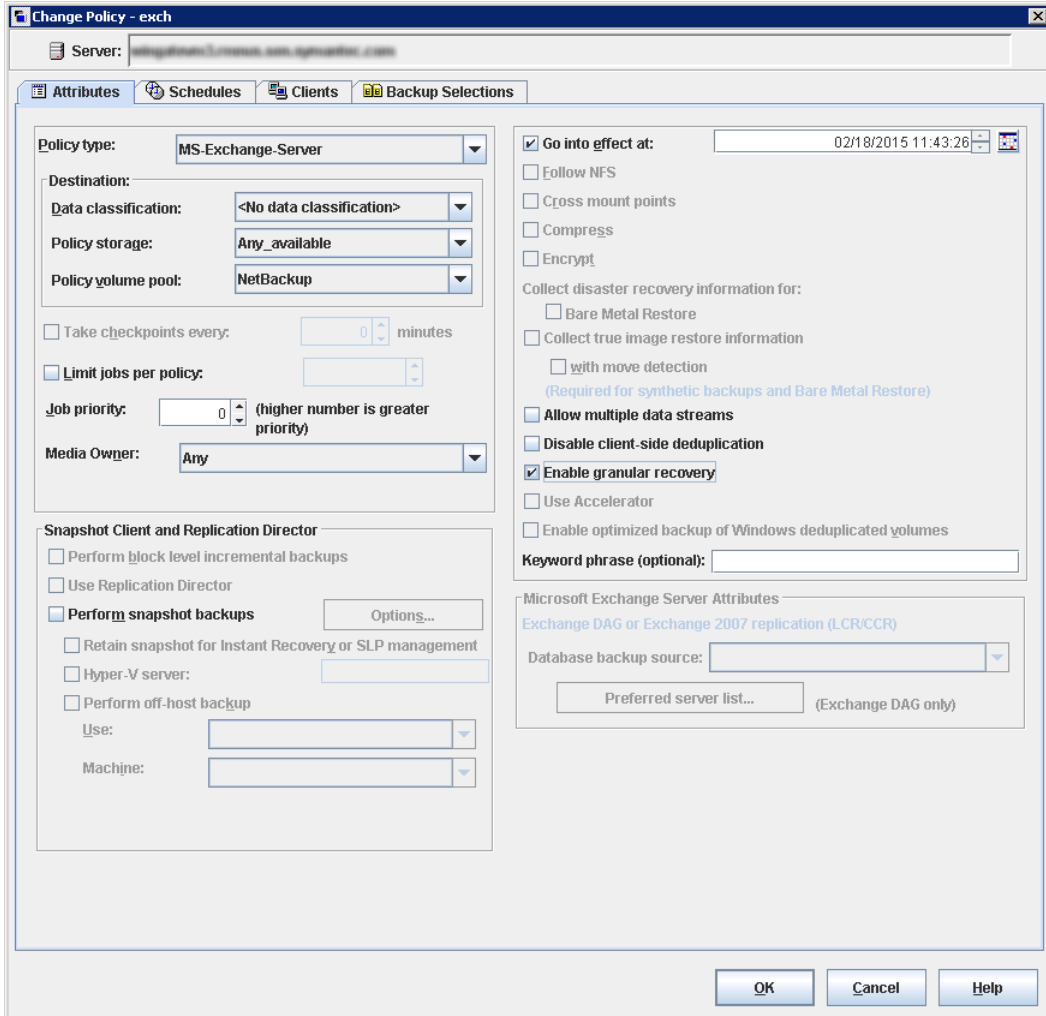 Change Policy - exch
Server:
Attributes
Schedules
Clients
Backup Selections
Policy type:
MS-Exchange-Server
Destination:
Data classification:
<No data classification>
Policy storage:
Any_available
Policy volume pool:
NetBackup
Take checkpoints every:
0
minutes
Limit jobs per policy:
Job priority:
0
(higher number is greater
priority)
Media Owner:
Any
Snapshot Client and Replication Director
Perform block level incremental backups
Use Replication Director
Perform snapshot backups
Options...
Retain snapshot for Instant Recovery or SLP management
Hyper-V server:
Perform off-host backup
Use:
Machine:
Go into effect at:
02/18/2015 11:43:26
Follow NFS
Cross mount points
Compress
Encrypt
Collect disaster recovery information for:
Bare Metal Restore
Collect true image restore information
with move detection
(Required for synthetic backups and Bare Metal Restore)
Allow multiple data streams
Disable client-side deduplication
Enable granular recovery
Use Accelerator
Enable optimized backup of Windows deduplicated volumes
Keyword phrase (optional):
Microsoft Exchange Server Attributes
Exchange DAG or Exchange 2007 replication (LCR/CCR)
Database backup source:
Preferred server list...
(Exchange DAG only)
OK
Cancel
Help